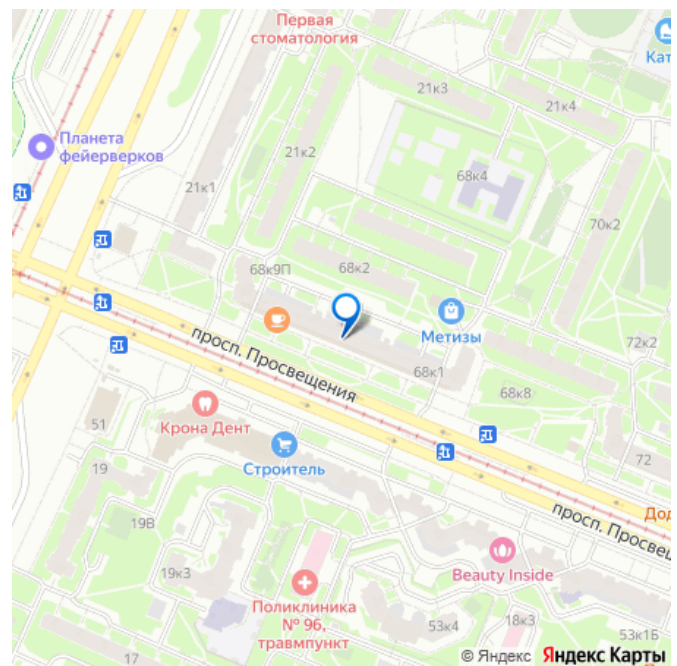 Первая
стоматология
Кат
21к3
21к4
Планета
фейерверков
21к2
68к4
21к1
70к2
68к9П
68к2
Метизы
просп. Просвещения
72к2
68к1
68к8
Крона Дент
51
Строитель
72
19
просп. Просвещ
Дод
19В
Beauty Inside
19к3
Поликлиника
№ 96,
травмпункт
53к4
18к3
53к1Б
17
© Яндекс Яндекс Карты